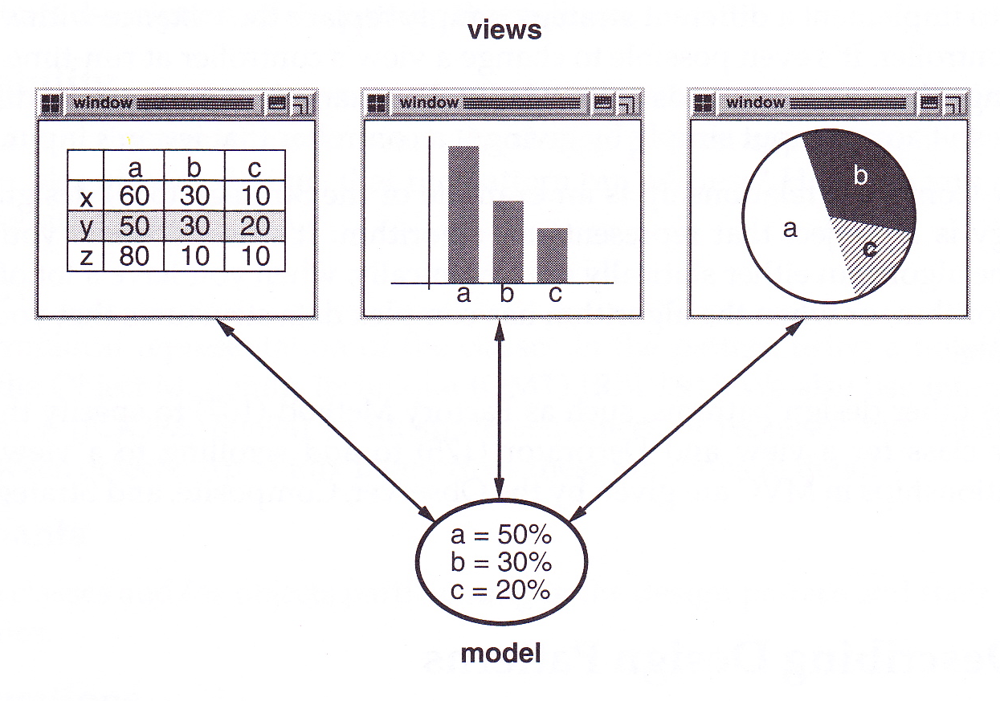 views
window
window
window
a b c
x 60 30 10
y 50 30 20
z 80 10 10
a b c
a
b
c
a = 50%
b = 30%
c = 20%
model